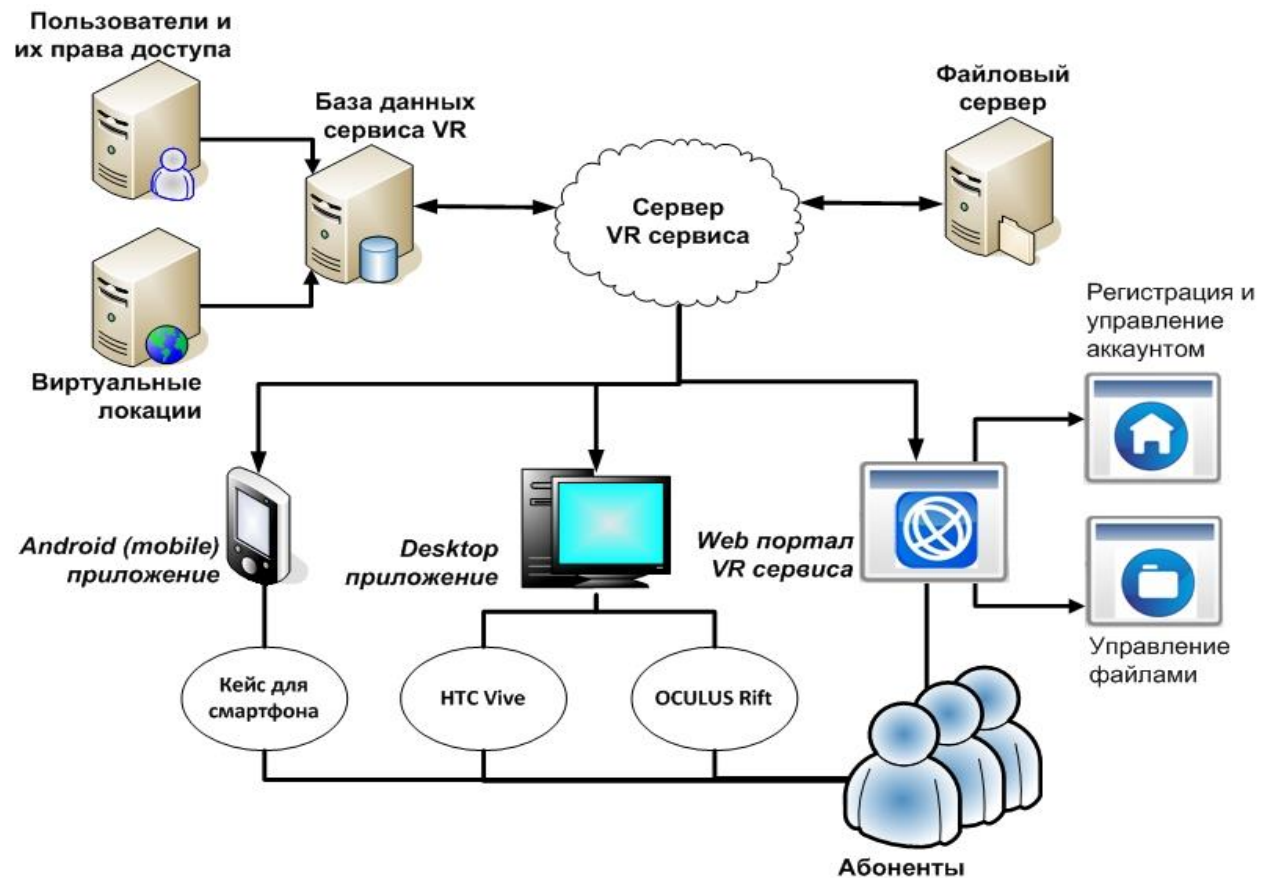 Пользователи и
их права доступа
База данных
сервиса VR
Файловый
сервер
Сервер
VR сервиса
Виртуальные
локации
Регистрация и
управление
аккаунтом
Android (mobile)
приложение
Desktop
приложение
Web портал
VR сервиса
Управление
файлами
Кейс для
смартфона
HTC Vive
OCULUS Rift
Абоненты